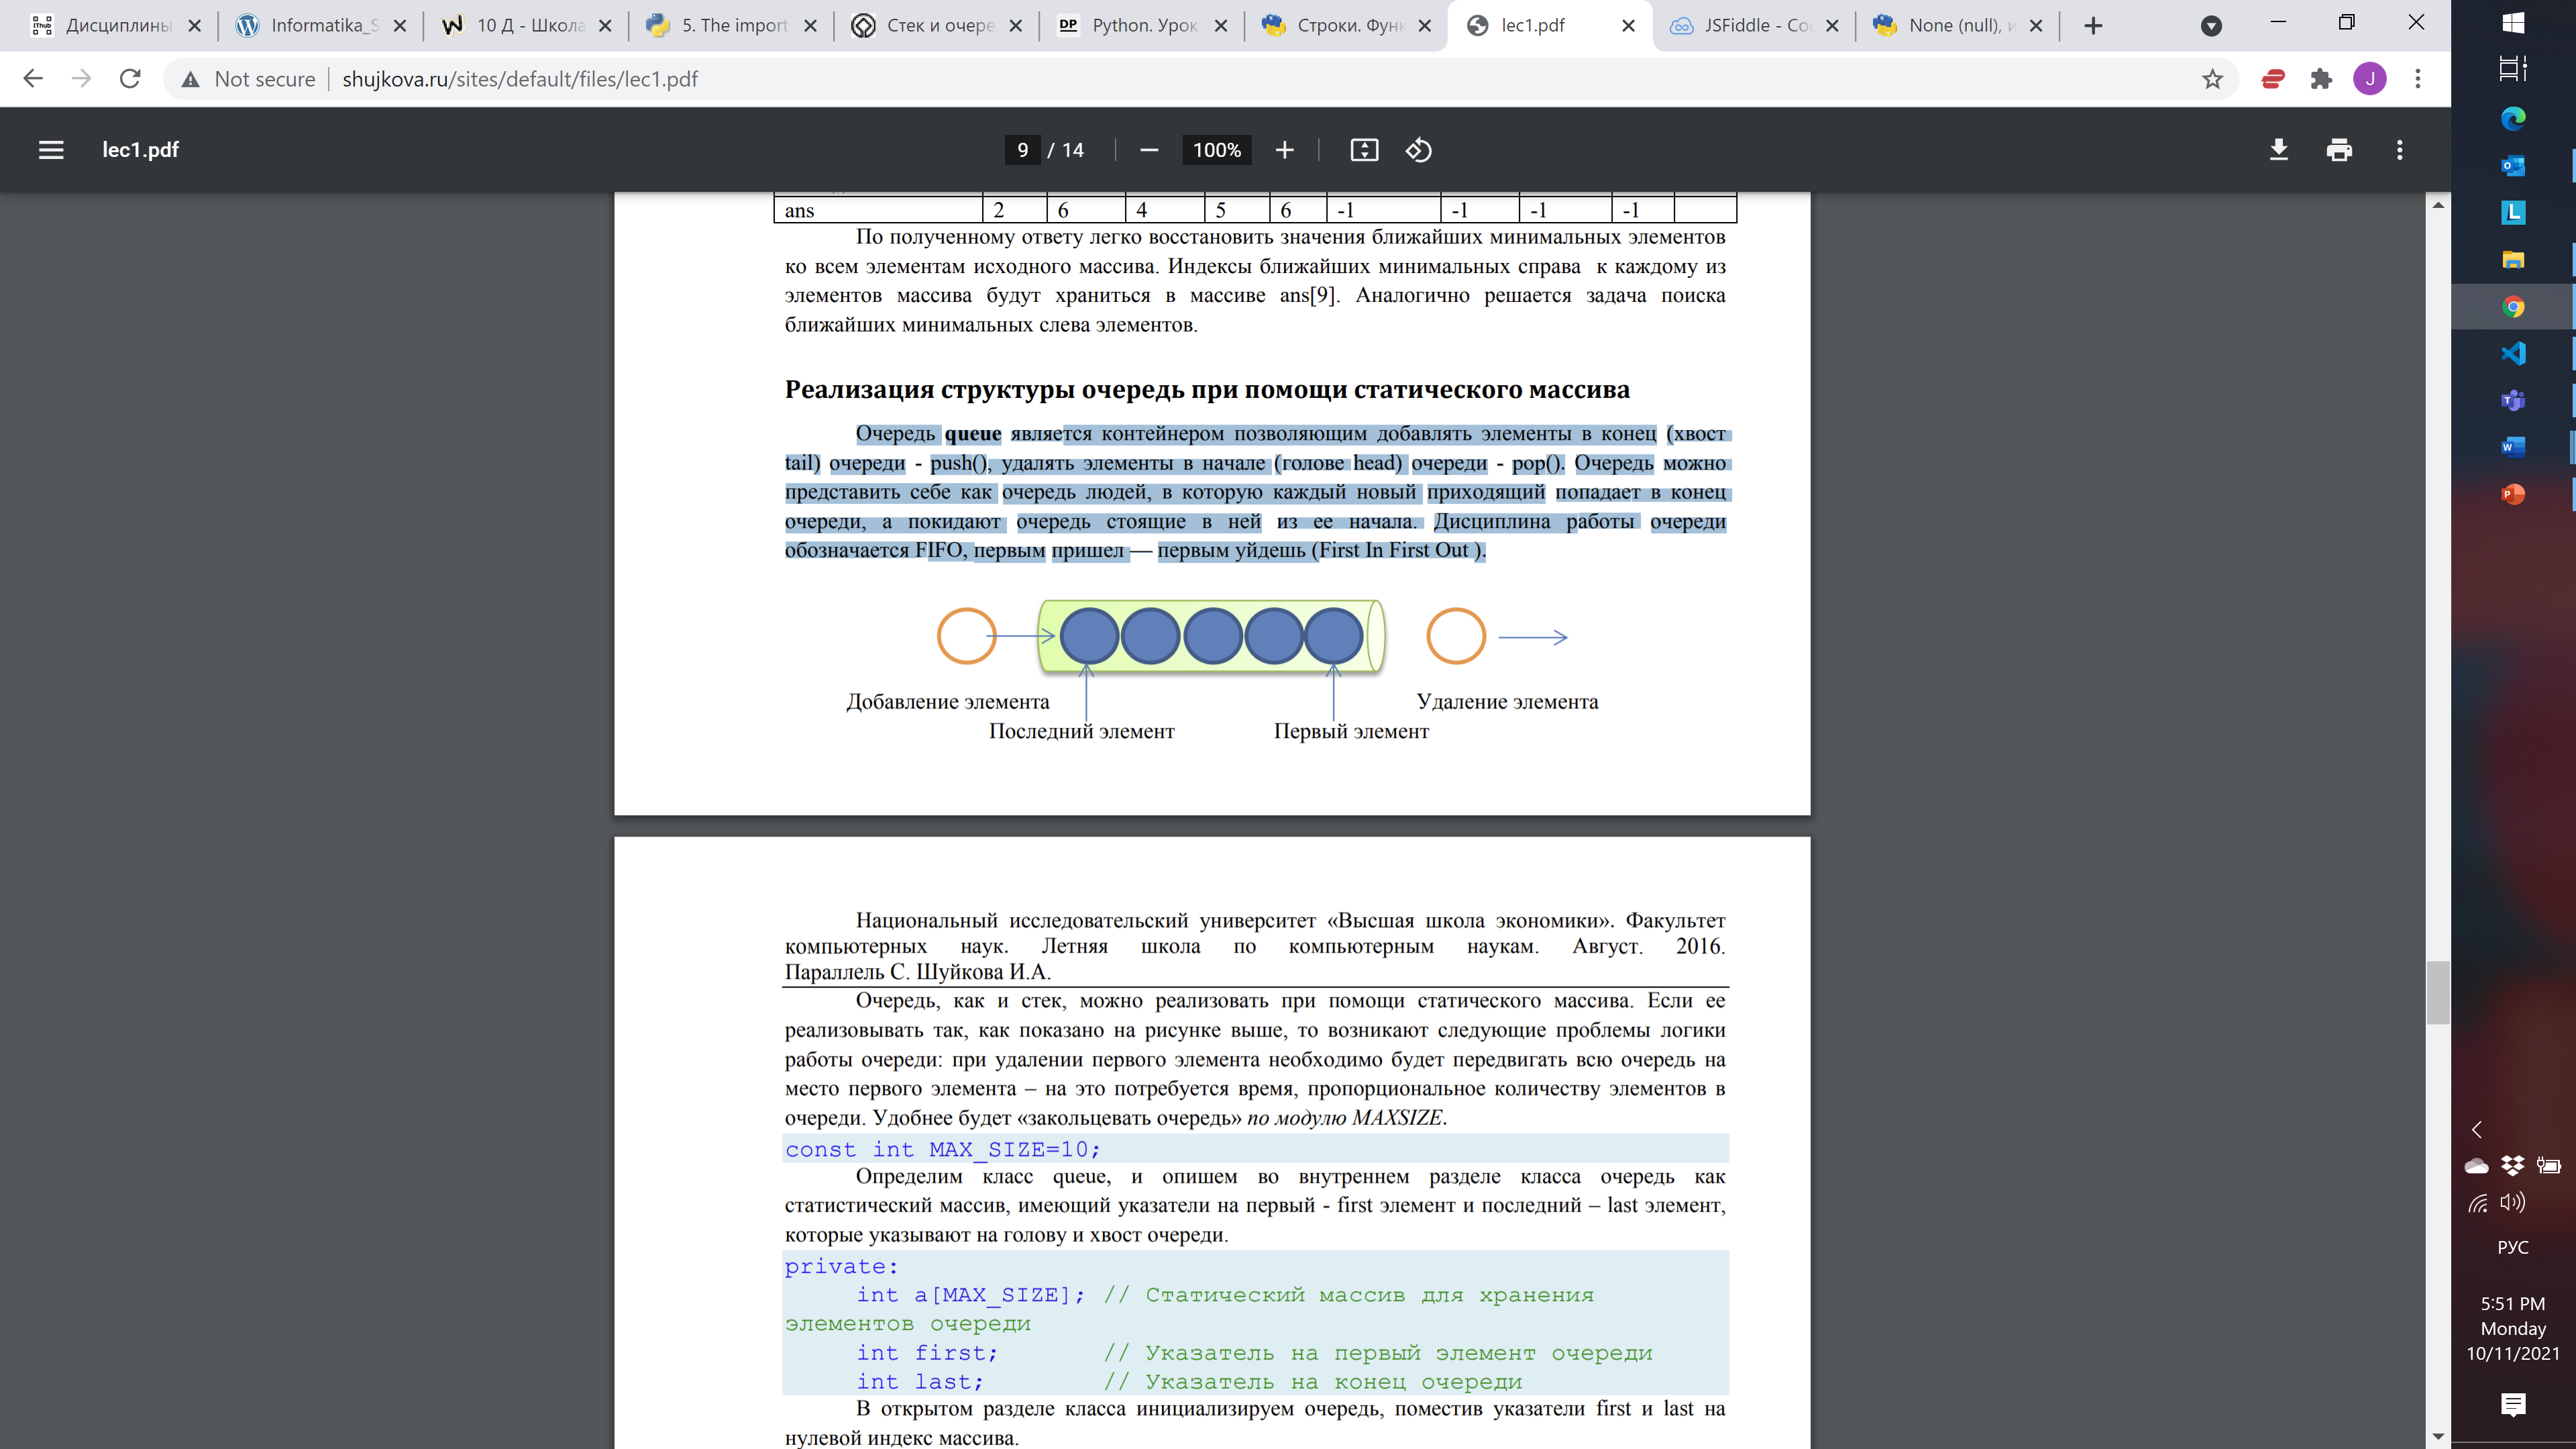 Дисциплины
Informatika_S
10 Д - Школа
5. The import
Стек и очере
DP Python. Урок
Строки. Функ
lec1.pdf
JSFiddle - Co
None (null), и
Not secure shujkova.ru/sites/default/files/lec1.pdf
J
lec1.pdf 9 / 14 100%
ans 2 6 4 5 6 -1 -1 -1 -1
По полученному ответу легко восстановить значения ближайших минимальных элементов
ко всем элементам исходного массива. Индексы ближайших минимальных справа к каждому из
элементов массива будут храниться в массиве ans[9]. Аналогично решается задача поиска
ближайших минимальных слева элементов.
Реализация структуры очередь при помощи статического массива
Очередь queue является контейнером позволяющим добавлять элементы в конец (хвост
tail) очереди - push(), удалять элементы в начале (голове head) очереди - pop(). Очередь можно
представить себе как очередь людей, в которую каждый новый приходящий попадает в конец
очереди, а покидают очередь стоящие в ней из ее начала. Дисциплина работы очереди
обозначается FIFO, первым пришел — первым уйдешь (First In First Out ).
Добавление элемента
Удаление элемента
Последний элемент
Первый элемент
Национальный исследовательский университет «Высшая школа экономики». Факультет
компьютерных наук. Летняя школа по компьютерным наукам. Август. 2016.
Параллель С. Шуйкова И.А.
Очередь, как и стек, можно реализовать при помощи статического массива. Если ее
реализовывать так, как показано на рисунке выше, то возникают следующие проблемы логики
работы очереди: при удалении первого элемента необходимо будет передвигать всю очередь на
место первого элемента – на это потребуется время, пропорциональное количеству элементов в
очереди. Удобнее будет «закольцевать очередь» по модулю MAXSIZE.
const int MAX_SIZE=10;
Определим класс queue, и опишем во внутреннем разделе класса очередь как
статистический массив, имеющий указатели на первый - first элемент и последний – last элемент,
которые указывают на голову и хвост очереди.
private:
int a[MAX_SIZE]; // Статический массив для хранения
элементов очереди
int first; // Указатель на первый элемент очереди
int last; // Указатель на конец очереди
В открытом разделе класса инициализируем очередь, поместив указатели first и last на
нулевой индекс массива.
РУС
5:51 PM
Monday
10/11/2021